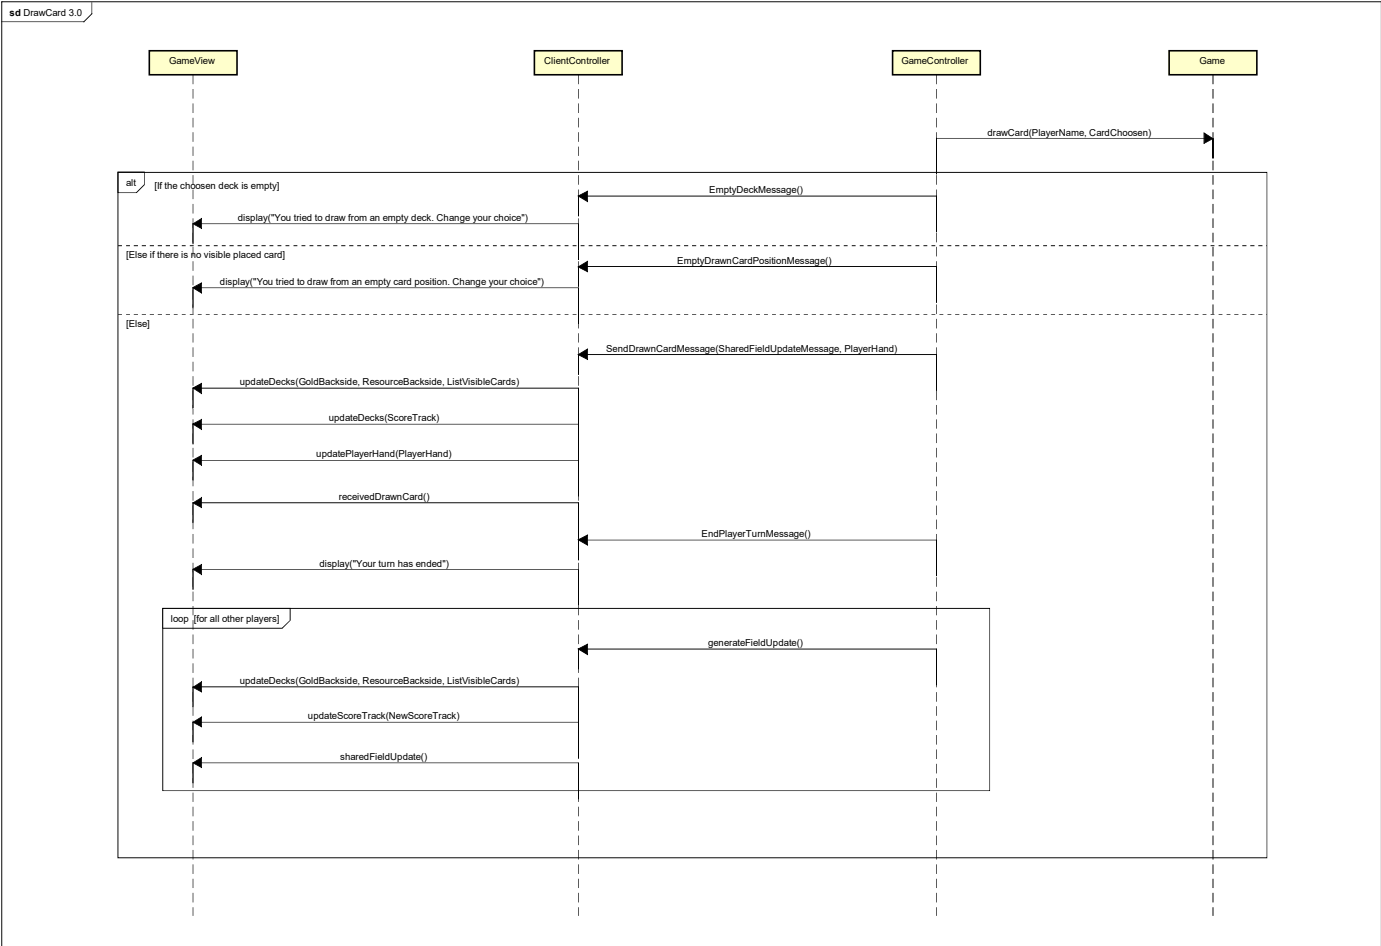 sd DrawCard 3.0
GameView
ClientController
GameController
Game
drawCard(PlayerName, CardChoosen)
alt
[If the choosen deck is empty]
EmptyDeckMessage()
display("You tried to draw from an empty deck. Change your choice")
[Else if there is no visible placed card]
EmptyDrawnCardPositionMessage()
display("You tried to draw from an empty card position. Change your choice")
[Else]
SendDrawnCardMessage(SharedFieldUpdateMessage, PlayerHand)
updateDecks(GoldBackside, ResourceBackside, ListVisibleCards)
updateDecks(ScoreTrack)
updatePlayerHand(PlayerHand)
receivedDrawnCard()
EndPlayerTurnMessage()
display("Your turn has ended")
loop [for all other players]
generateFieldUpdate()
updateDecks(GoldBackside, ResourceBackside, ListVisibleCards)
updateScoreTrack(NewScoreTrack)
sharedFieldUpdate()